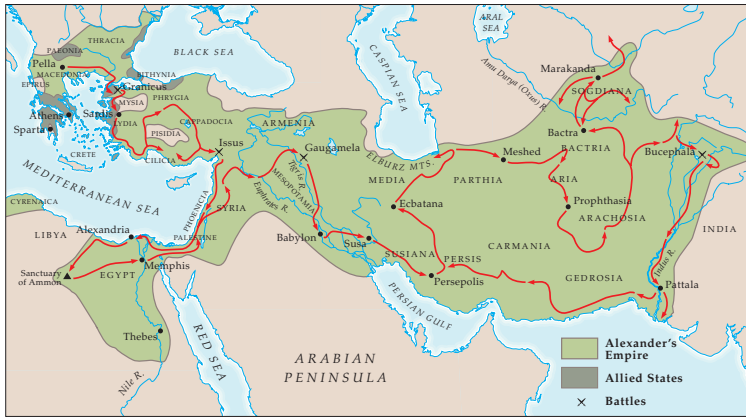 ARAL
SEA
THRACIA
PAEONIA
BLACK SEA
CASPIAN SEA
Amu Darya (Oxus) R.
Pella
MACEDONIA
BITHYNIA
Marakanda
SOGDIANA
EPIRUS
Granicus
MYSIA
PHRYGIA
Athens
Sardis
LYDIA
CAPPADOCIA
ARMENIA
Sparta
PISIDIA
Issus
Gaugamela
ELBURZ MTS.
Meshed
Bactra
BACTRIA
Bucephala
CRETE
CILICIA
Tigris R.
MESOPOTAMIA
MEDIA
PARTHIA
ARIA
MEDITERRANEAN SEA
SYRIA
Euphrates R.
Ecbatana
Prophthasia
ARACHOSIA
CYRENAICA
PHOENICIA
INDIA
LIBYA
Alexandria
PALESTINE
Babylon
Susa
CARMANIA
Indus R.
SUSIANA
PERSIS
Sanctuary
of Ammon
EGYPT
Memphis
Persepolis
GEDROSIA
Pattala
PERSIAN GULF
Thebes
RED SEA
Nile R.
ARABIAN
PENINSULA
Alexander's
Empire
Allied States
Battles